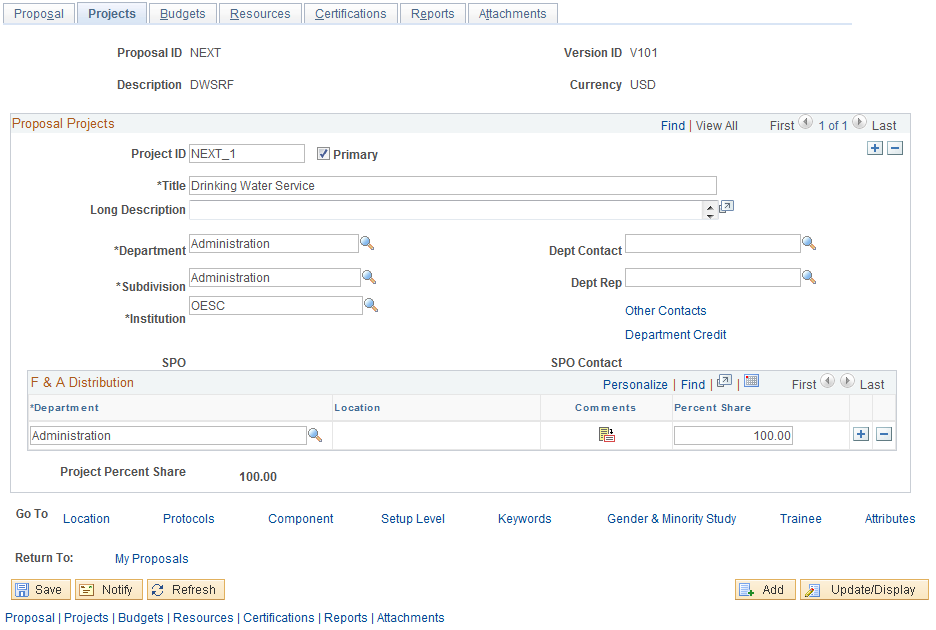 Proposal Projects Budgets Resources Certifications Reports Attachments
Proposal ID NEXT Version ID V101
Description DWSRF Currency USD
Proposal Projects Find | View All First 1 of 1 Last
Project ID NEXT_1 Primary
*Title Drinking Water Service
Long Description
*Department Administration Dept Contact
*Subdivision Administration Dept Rep
*Institution OESC Other Contacts
Department Credit
SPO SPO Contact
F & A Distribution Personalize | Find | | First Last
*Department Location Comments Percent Share
Administration 100.00
Project Percent Share 100.00
Go To Location Protocols Component Setup Level Keywords Gender & Minority Study Trainee Attributes
Return To: My Proposals
Save Notify Refresh Add Update/Display
Proposal | Projects | Budgets | Resources | Certifications | Reports | Attachments